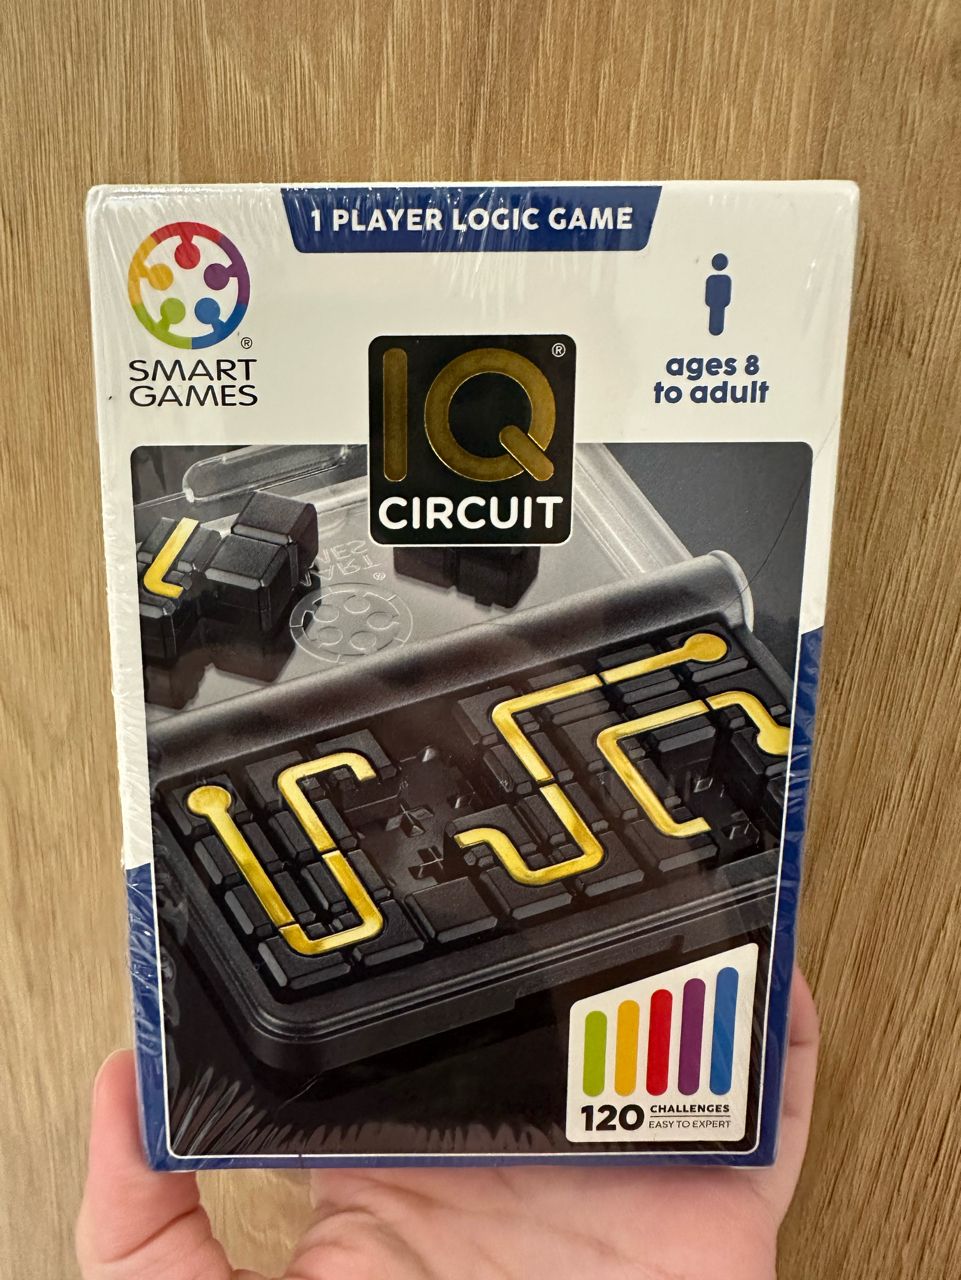 1 PLAYER LOGIC GAME
SMART
GAMES
®
ages 8
to adult
IQ
®
CIRCUIT
120 CHALLENGES
EASY TO EXPERT